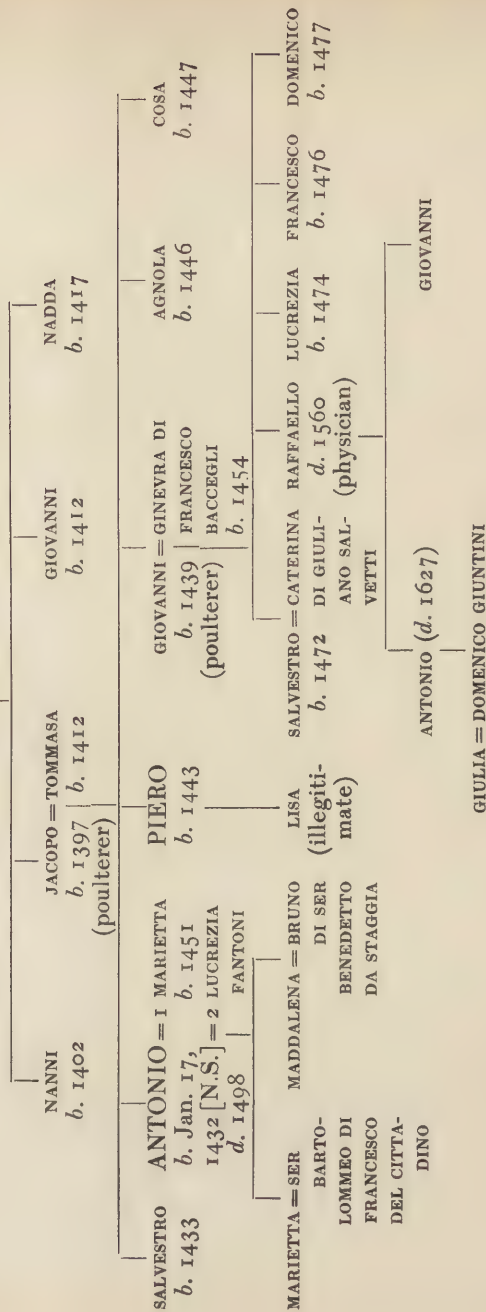 NANNI
b. 1402
JACOPO = TOMMASA
b. 1397 b. 1412
(poulterer)
GIOVANNI
b. 1412
NADDA
b. 1417
SALVESTRO
b. 1433
ANTONIO = 1 MARIETTA
b. Jan. 17, b. 1451
1432 [N.S.] = 2 LUCREZIA
d. 1498 FANTONI
PIERO
b. 1443
GIOVANNI = GINEVRA DI
b. 1439 FRANCESCO
(poulterer) BACCEGLI
b. 1454
AGNOLA
b. 1446
COSA
b. 1447
MARIETTA = SER
BARTO-
LOMMEO DI
FRANCESCO
DEL CITTA-
DINO
MADDALENA = BRUNO
DI SER
BENEDETTO
DA STAGGIA
LISA
(illegiti-
mate)
SALVESTRO = CATERINA
b. 1472 DI GIULI-
ANO SAL-
VETTI
RAFFAELLO
d. 1560
(physician)
LUCREZIA
b. 1474
FRANCESCO
b. 1476
DOMENICO
b. 1477
ANTONIO (d. 1627)
GIOVANNI
GIULIA = DOMENICO GIUNTINI